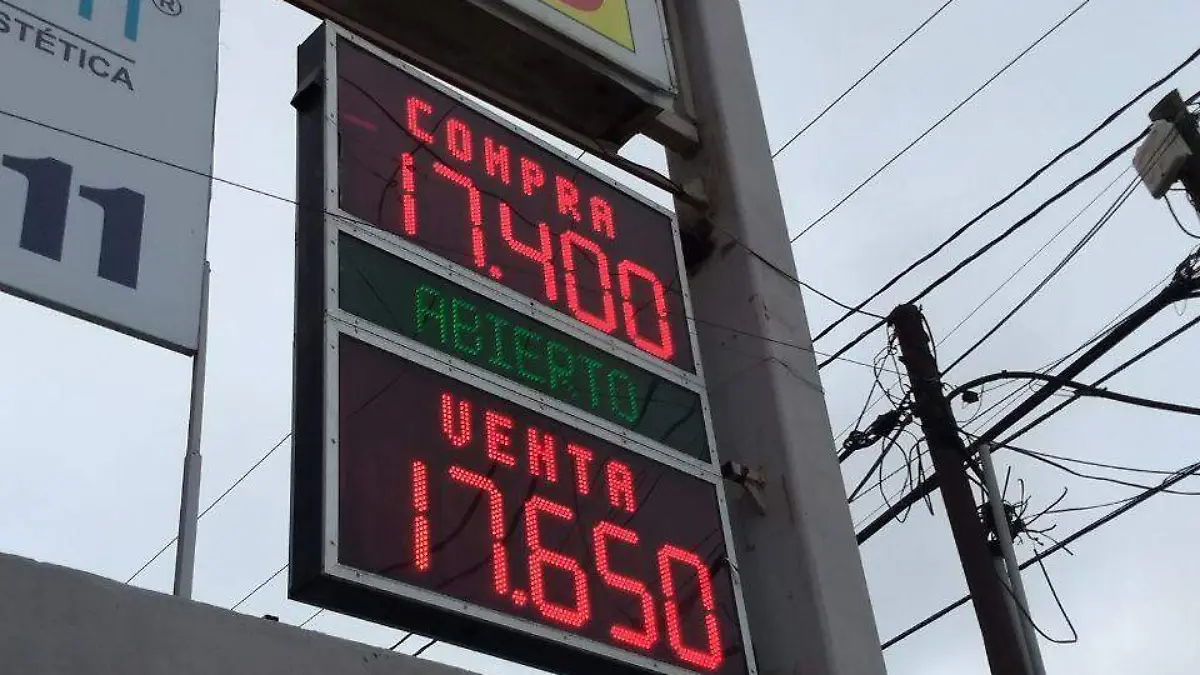 ESTÉTICA
®
11
COMPRA
17.400
ABIERTO
VENTA
17.650